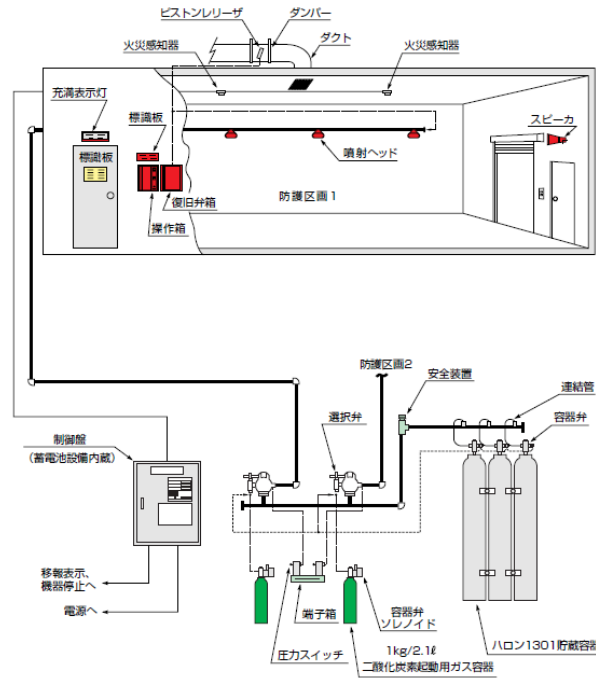 ピストンレリーザ
ダンパー
ダクト
火災感知器
火災感知器
充満表示灯
標識板
スピーカ
標識板
噴射ヘッド
防護区画1
復旧弁箱
操作箱
防護区画2
安全装置
連結管
選択弁
容器弁
制御盤
(蓄電池設備内蔵)
移報表示、
機器停止へ
電源へ
端子箱
容器弁
ソレノイド
圧力スイッチ
1kg/2.1ℓ
二酸化炭素起動用ガス容器
ハロン1301貯蔵容器